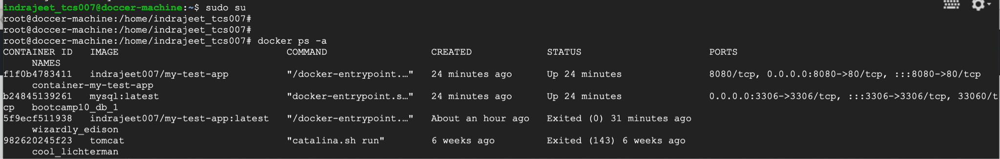 indrajeet_tcs007@doccer-machine:~$ sudo su
root@doccer-machine:/home/indrajeet_tcs007#
root@doccer-machine:/home/indrajeet_tcs007#
root@doccer-machine:/home/indrajeet_tcs007# docker ps -a
CONTAINER ID   IMAGE                             COMMAND                  CREATED             STATUS                      PORTS
     NAMES
f1f0b4783411   indrajeet007/my-test-app          "/docker-entrypoint.…"   24 minutes ago      Up 24 minutes               8080/tcp, 0.0.0.0:8080->80/tcp, :::8080->80/tcp
     container-my-test-app
b24845139261   mysql:latest                      "docker-entrypoint.s…"   24 minutes ago      Up 24 minutes               0.0.0.0:3306->3306/tcp, :::3306->3306/tcp, 33060/t
cp   bootcamp10_db_1
5f9ecf511938   indrajeet007/my-test-app:latest   "/docker-entrypoint.…"   About an hour ago   Exited (0) 31 minutes ago
     wizardly_edison
982620245f23   tomcat                            "catalina.sh run"        6 weeks ago         Exited (143) 6 weeks ago
     cool_lichterman